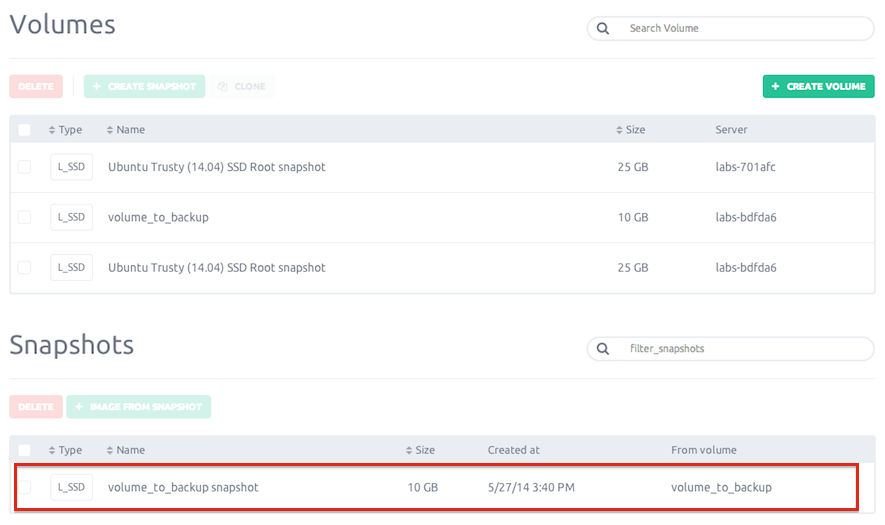 Volumes
Search Volume
DELETE + CREATE SNAPSHOT CLONE + CREATE VOLUME
Type Name Size Server
L_SSD Ubuntu Trusty (14.04) SSD Root snapshot 25 GB labs-701afc
L_SSD volume_to_backup 10 GB labs-bdfda6
L_SSD Ubuntu Trusty (14.04) SSD Root snapshot 25 GB labs-bdfda6
Snapshots
filter_snapshots
DELETE + IMAGE FROM SNAPSHOT
Type Name Size Created at From volume
L_SSD volume_to_backup snapshot 10 GB 5/27/14 3:40 PM volume_to_backup